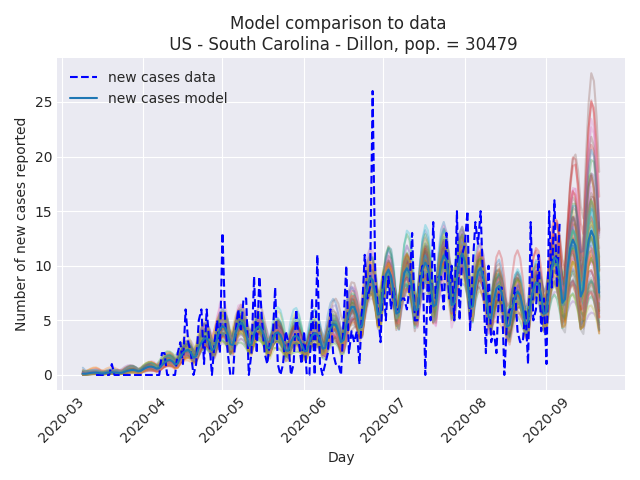 Model comparison to data
US - South Carolina - Dillon, pop. = 30479
new cases data
new cases model
Number of new cases reported
25
20
15
10
5
0
2020-03
2020-04
2020-05
2020-06
2020-07
2020-08
2020-09
Day